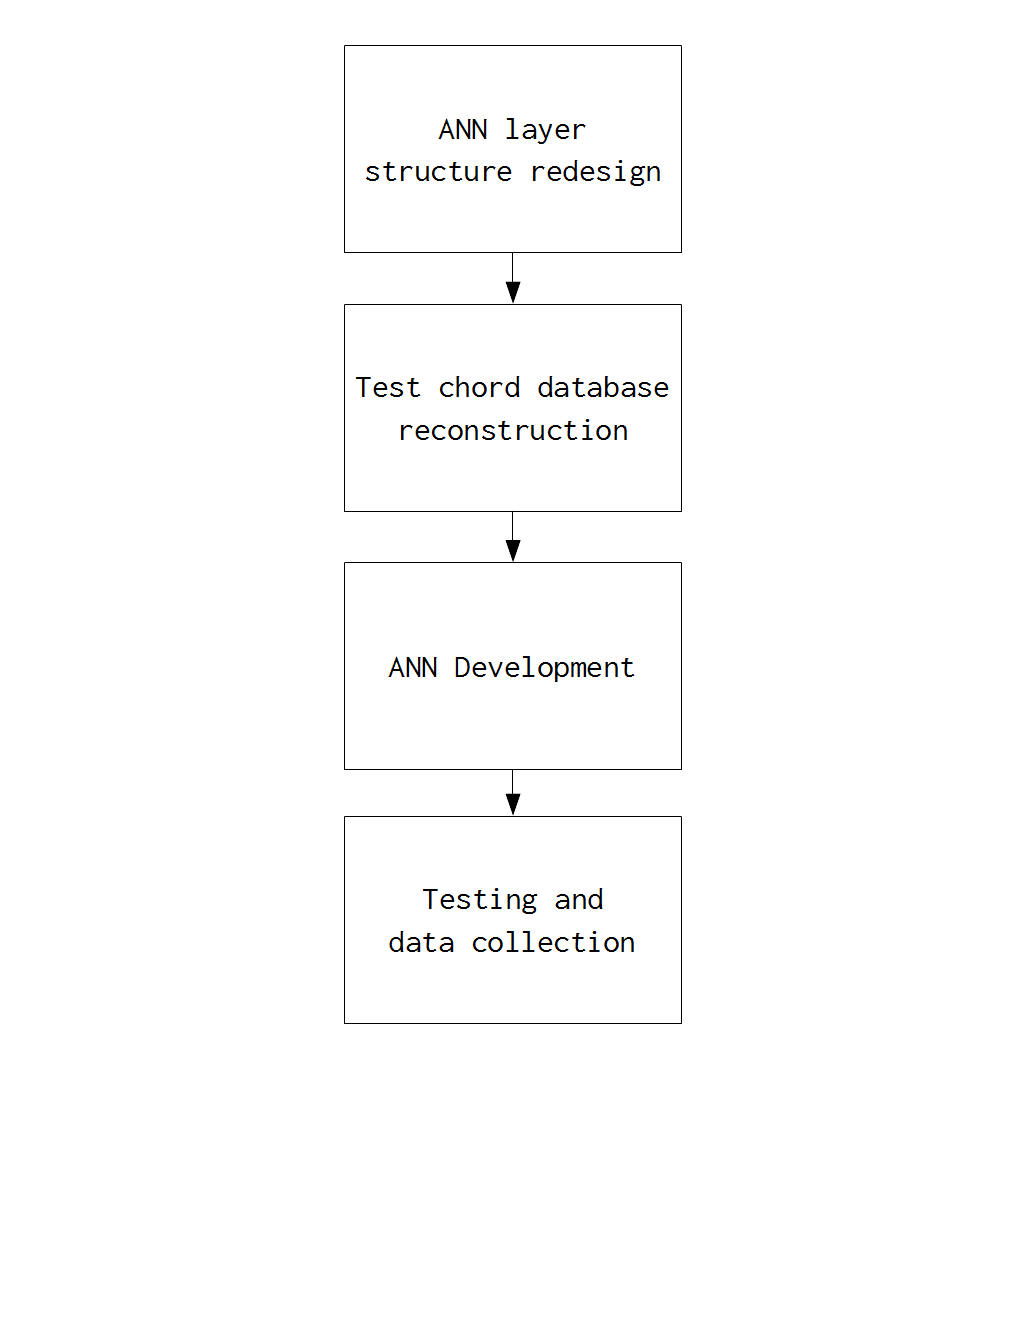 ANN layer
structure redesign
Test chord database
reconstruction
ANN Development
Testing and
data collection